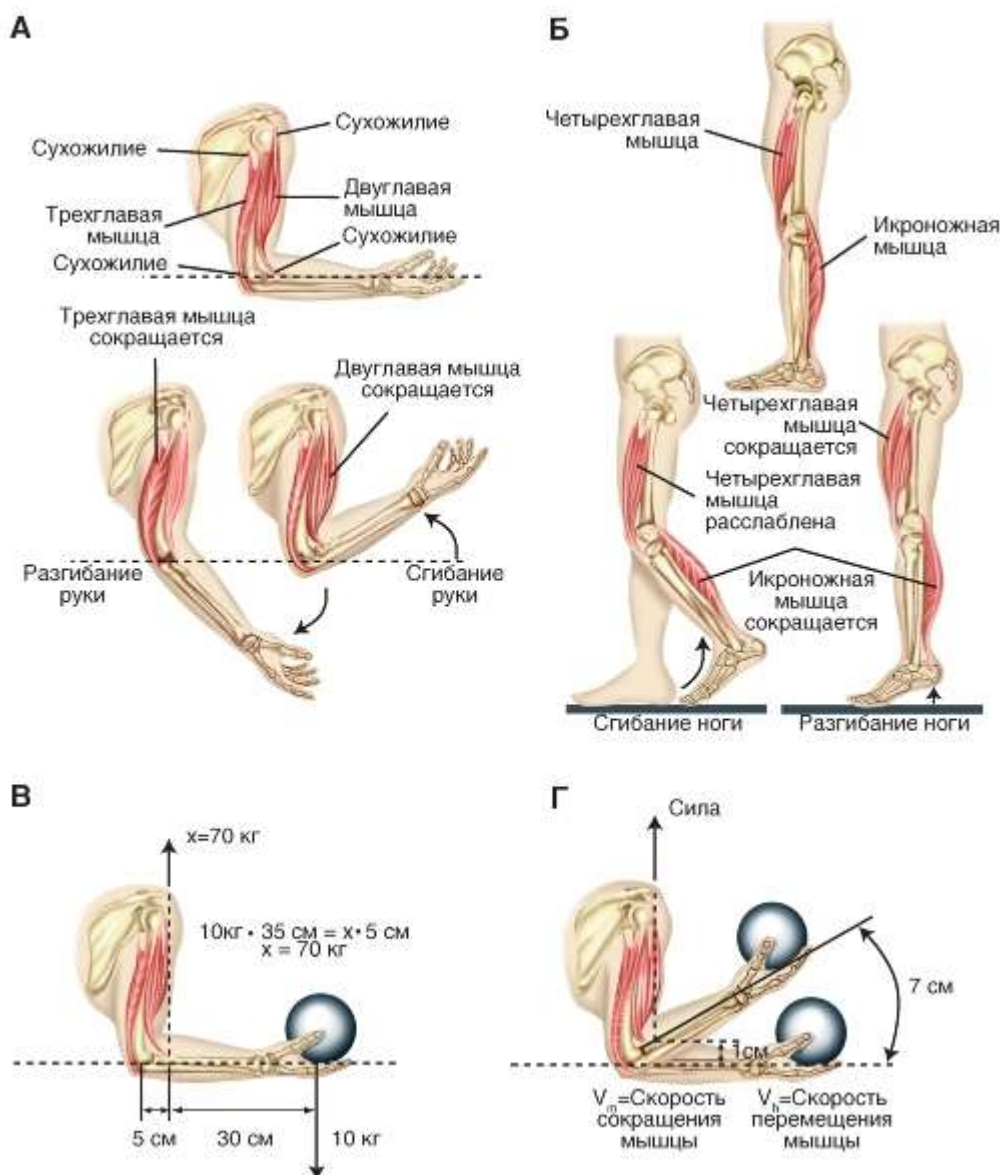 А
Сухожилие
Сухожилие
Двуглавая
мышца
Трехглавая
мышца
Сухожилие
Сухожилие
Трехглавая мышца
сокращается
Двуглавая мышца
сокращается
Разгибание
руки
Сгибание
руки
Б
Четырехглавая
мышца
Икроножная
мышца
Четырехглавая
мышца
сокращается
Четырехглавая
мышца
расслаблена
Икроножная
мышца
сокращается
Сгибание ноги
Разгибание ноги
В
x=70 кг
10кг · 35 см = x · 5 см
x = 70 кг
5 см
30 см
10 кг
Г
Сила
7 см
1см
Vm=Скорость
сокращения
мышцы
Vh=Скорость
перемещения
мышцы